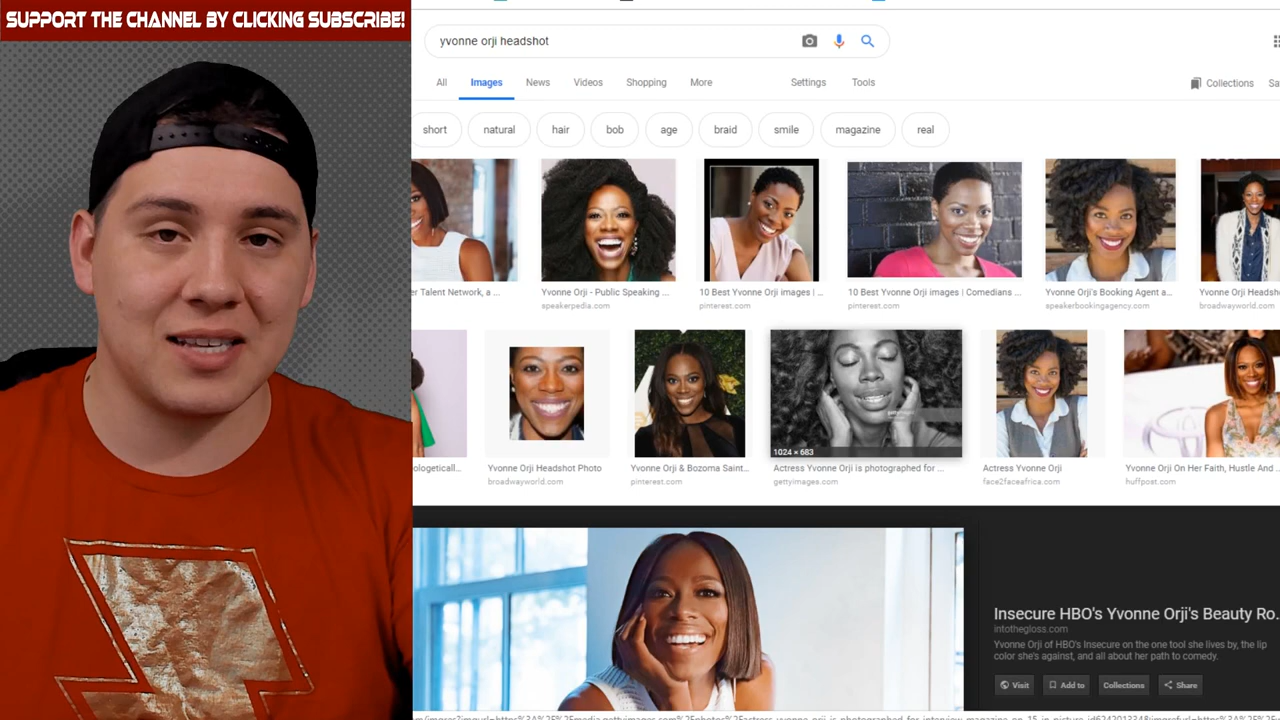 SUPPORT THE CHANNEL BY CLICKING SUBSCRIBE!
yvonne orji headshot
All Images News Videos Shopping More Settings Tools
Collections
short natural hair bob age braid smile magazine real
er Talent Network, a ...
Yvonne Orji - Public Speaking ...
speakerpedia.com
10 Best Yvonne Orji images | ...
pinterest.com
10 Best Yvonne Orji images | Comedians ...
pinterest.com
Yvonne Orji's Booking Agent a...
speakerbookingagency.com
Yvonne Orji Headsh
broadwayworld.com
1024 × 683
ologeticall...
Yvonne Orji Headshot Photo
broadwayworld.com
Yvonne Orji & Bozoma Saint...
pinterest.com
Actress Yvonne Orji is photographed for ...
gettyimages.com
Actress Yvonne Orji
face2faceafrica.com
Yvonne Orji On Her Faith, Hustle And ...
huffpost.com
Insecure HBO's Yvonne Orji's Beauty Ro...
intothegloss.com
Yvonne Orji of HBO's Insecure on the one tool she lives by, the lip
color she's against, and all about her path to comedy.
Visit Add to Collections Share